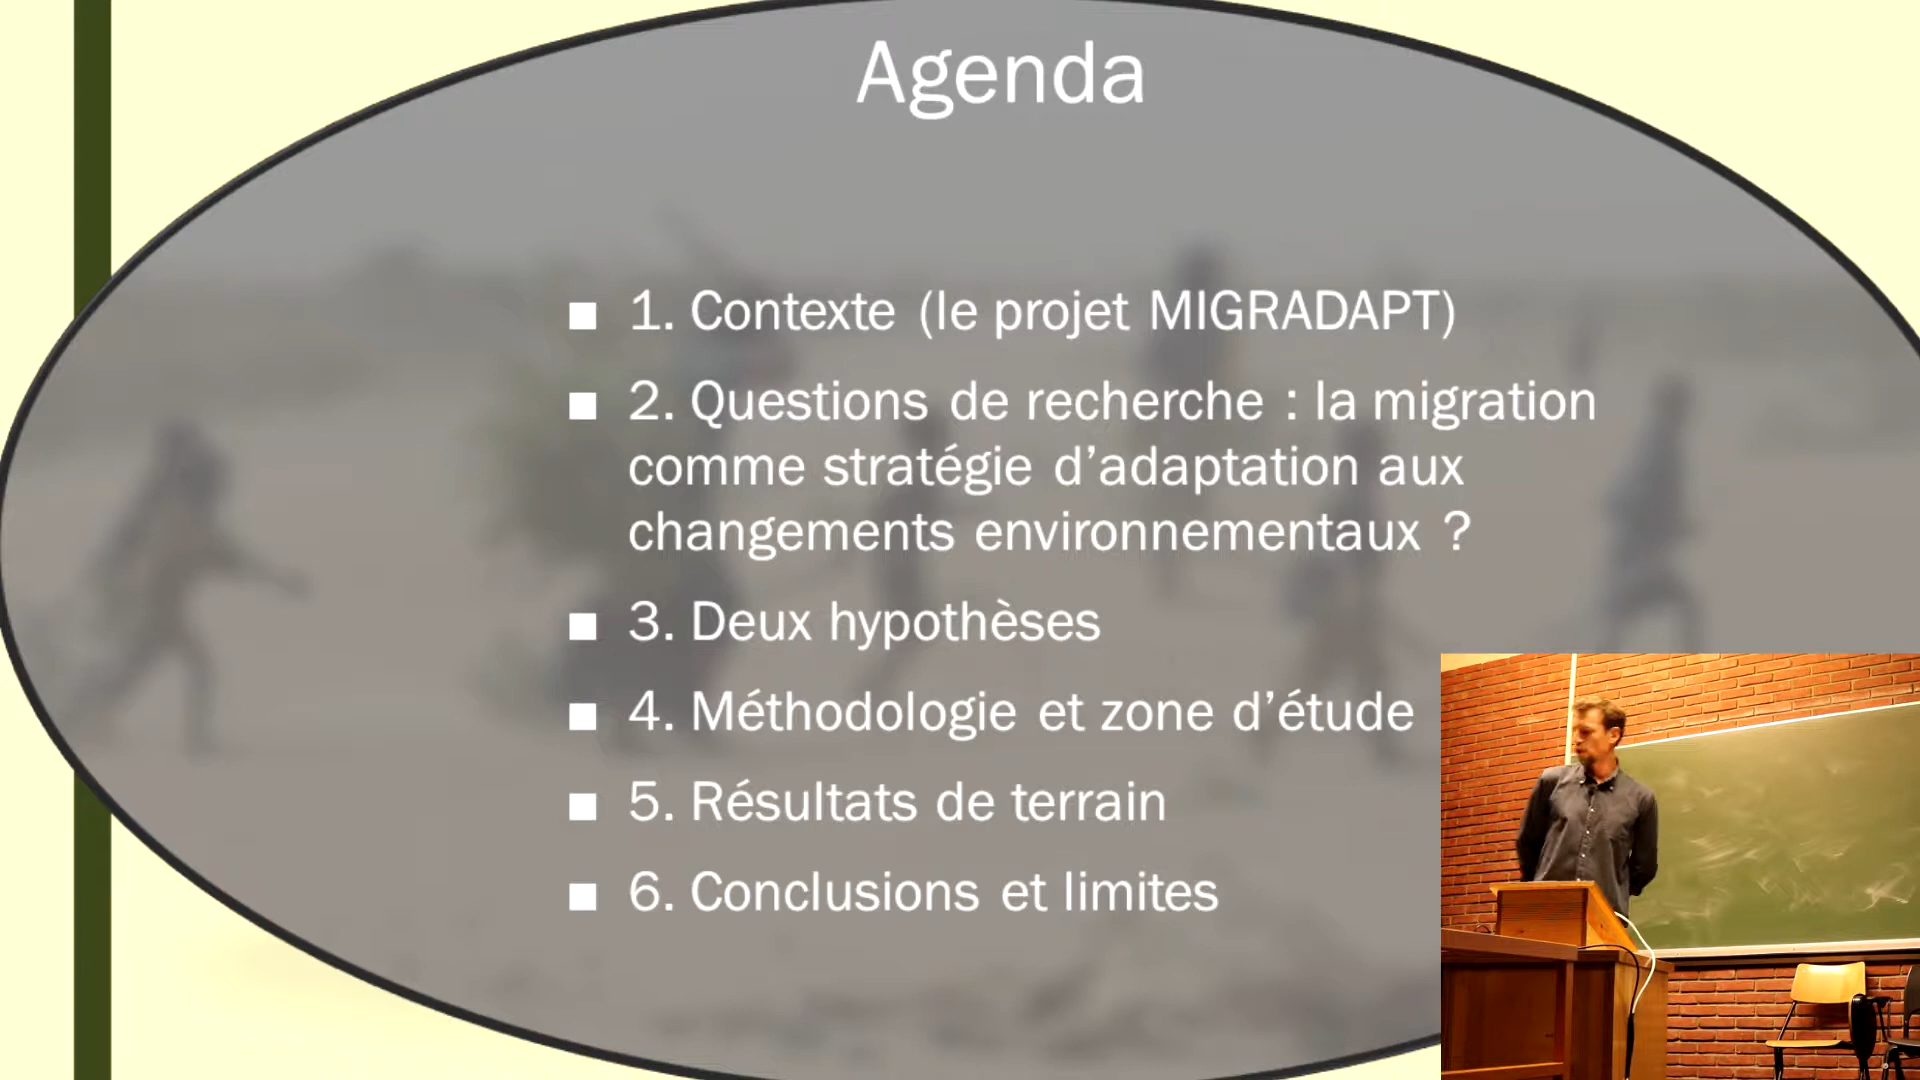 Agenda
1. Contexte (le projet MIGRADAPT)
2. Questions de recherche : la migration
comme stratégie d’adaptation aux
changements environnementaux ?
3. Deux hypothèses
4. Méthodologie et zone d’étude
5. Résultats de terrain
6. Conclusions et limites